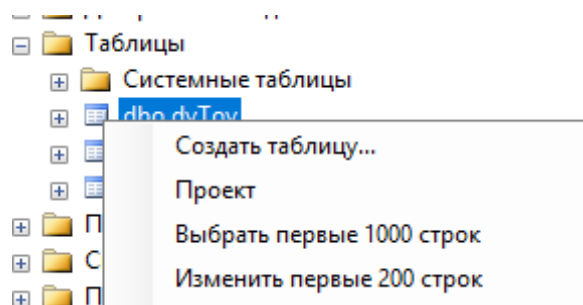 Таблицы
Системные таблицы
dbo.dvTov
Создать таблицу...
Проект
Выбрать первые 1000 строк
Изменить первые 200 строк
П
С
П